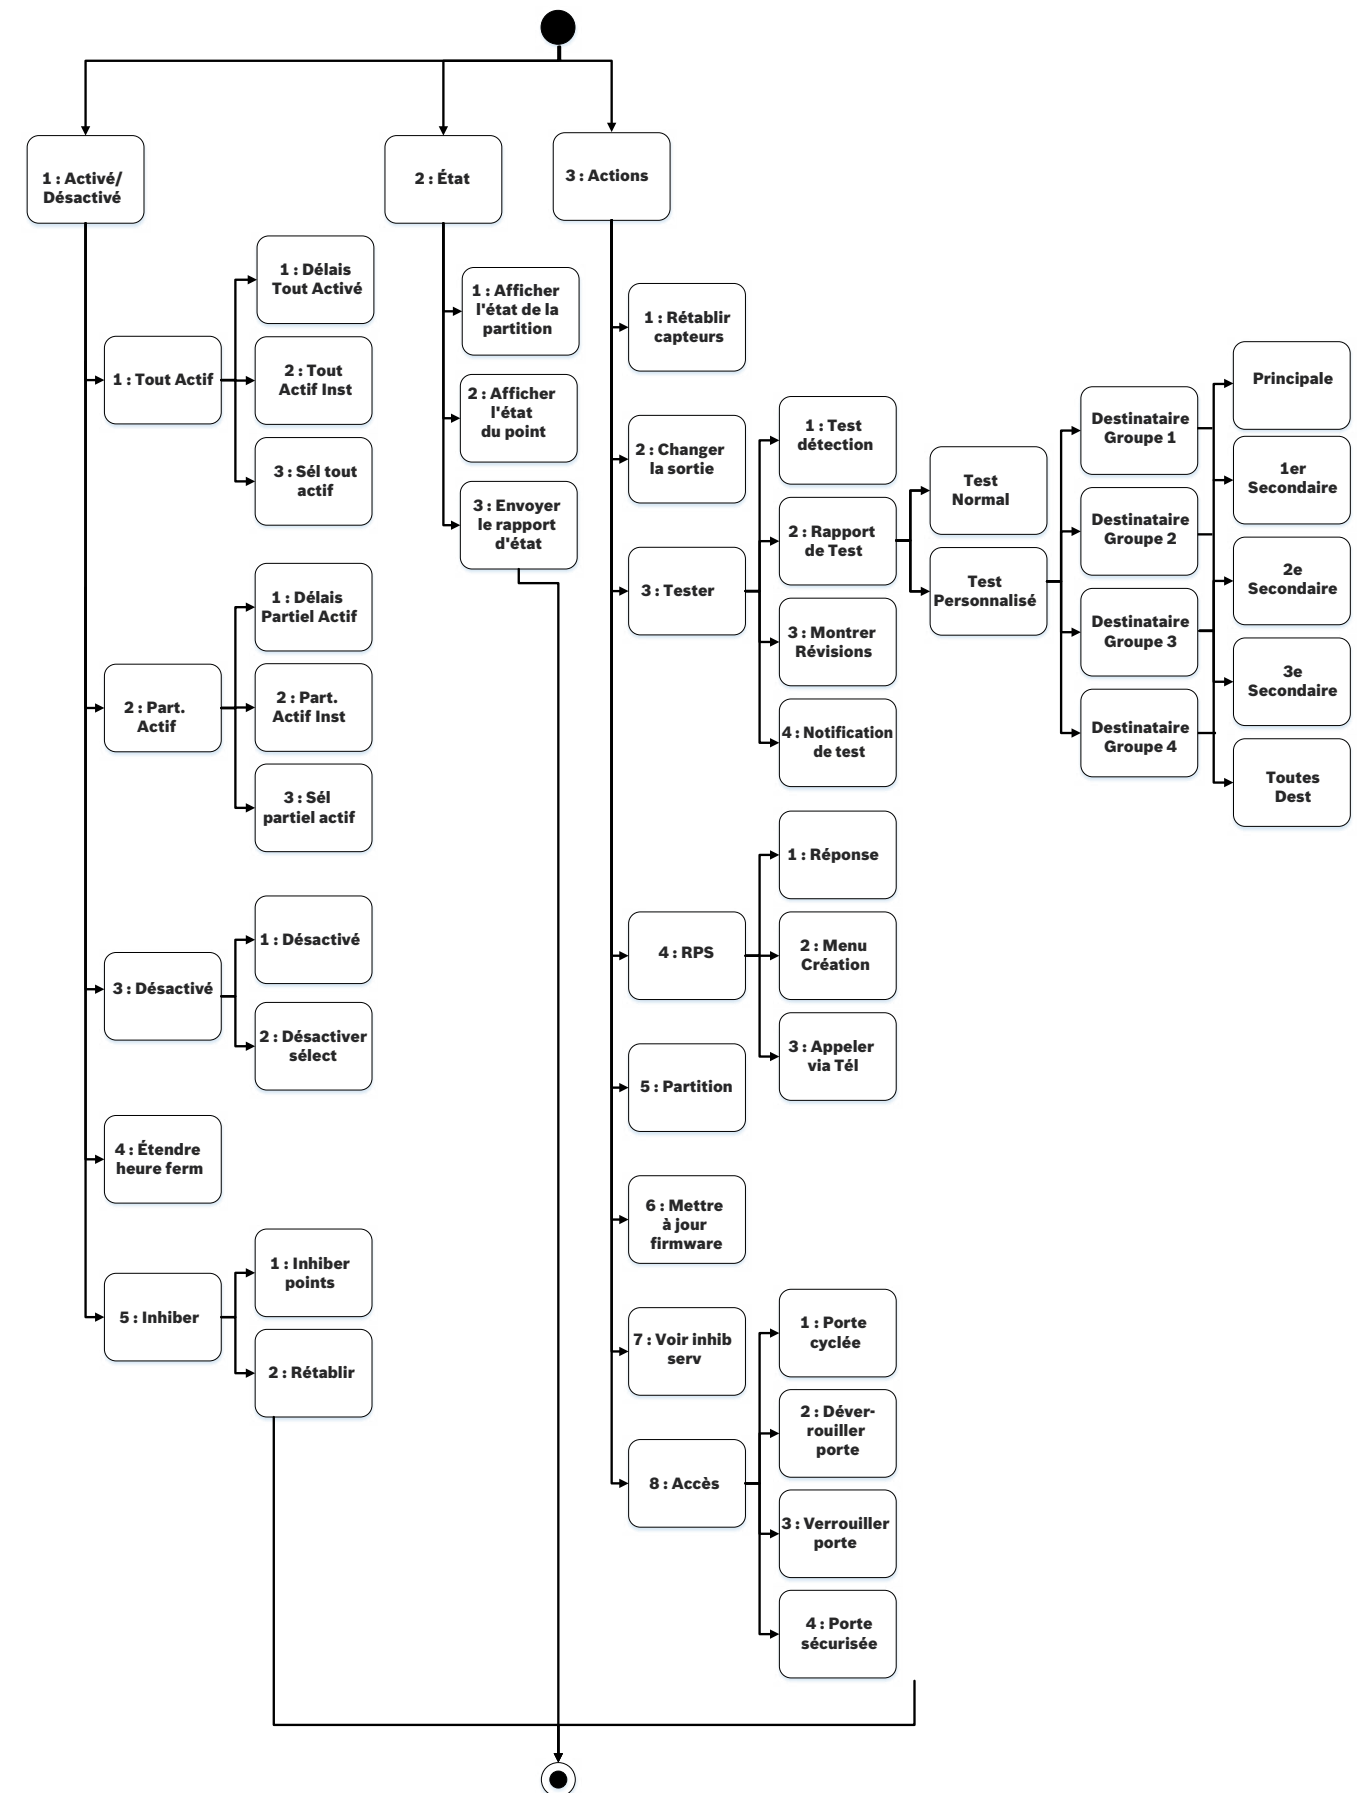 1 : Activé/
Désactivé
2 : État
3 : Actions
1 : Délais
Tout Activé
1 : Tout Actif
2 : Tout
Actif Inst
3 : Sél tout
actif
1 : Délais
Partiel Actif
2 : Part.
Actif
2 : Part.
Actif Inst
3 : Sél
partiel actif
3 : Désactivé
1 : Désactivé
2 : Désactiver
sélect
4 : Étendre
heure ferm
5 : Inhiber
1 : Inhiber
points
2 : Rétablir
1 : Afficher
l'état de la
partition
2 : Afficher
l'état
du point
3 : Envoyer
le rapport
d'état
1 : Rétablir
capteurs
2 : Changer
la sortie
3 : Tester
1 : Test
détection
2 : Rapport
de Test
3 : Montrer
Révisions
4 : Notification
de test
Test
Normal
Test
Personnalisé
Destinataire
Groupe 1
Destinataire
Groupe 2
Destinataire
Groupe 3
Destinataire
Groupe 4
Principale
1er
Secondaire
2e
Secondaire
3e
Secondaire
Toutes
Dest
4 : RPS
1 : Réponse
2 : Menu
Création
3 : Appeler
via Tél
5 : Partition
6 : Mettre
à jour
firmware
7 : Voir inhib
serv
8 : Accès
1 : Porte
cyclée
2 : Déver-
rouiller
porte
3 : Verrouiller
porte
4 : Porte
sécurisée